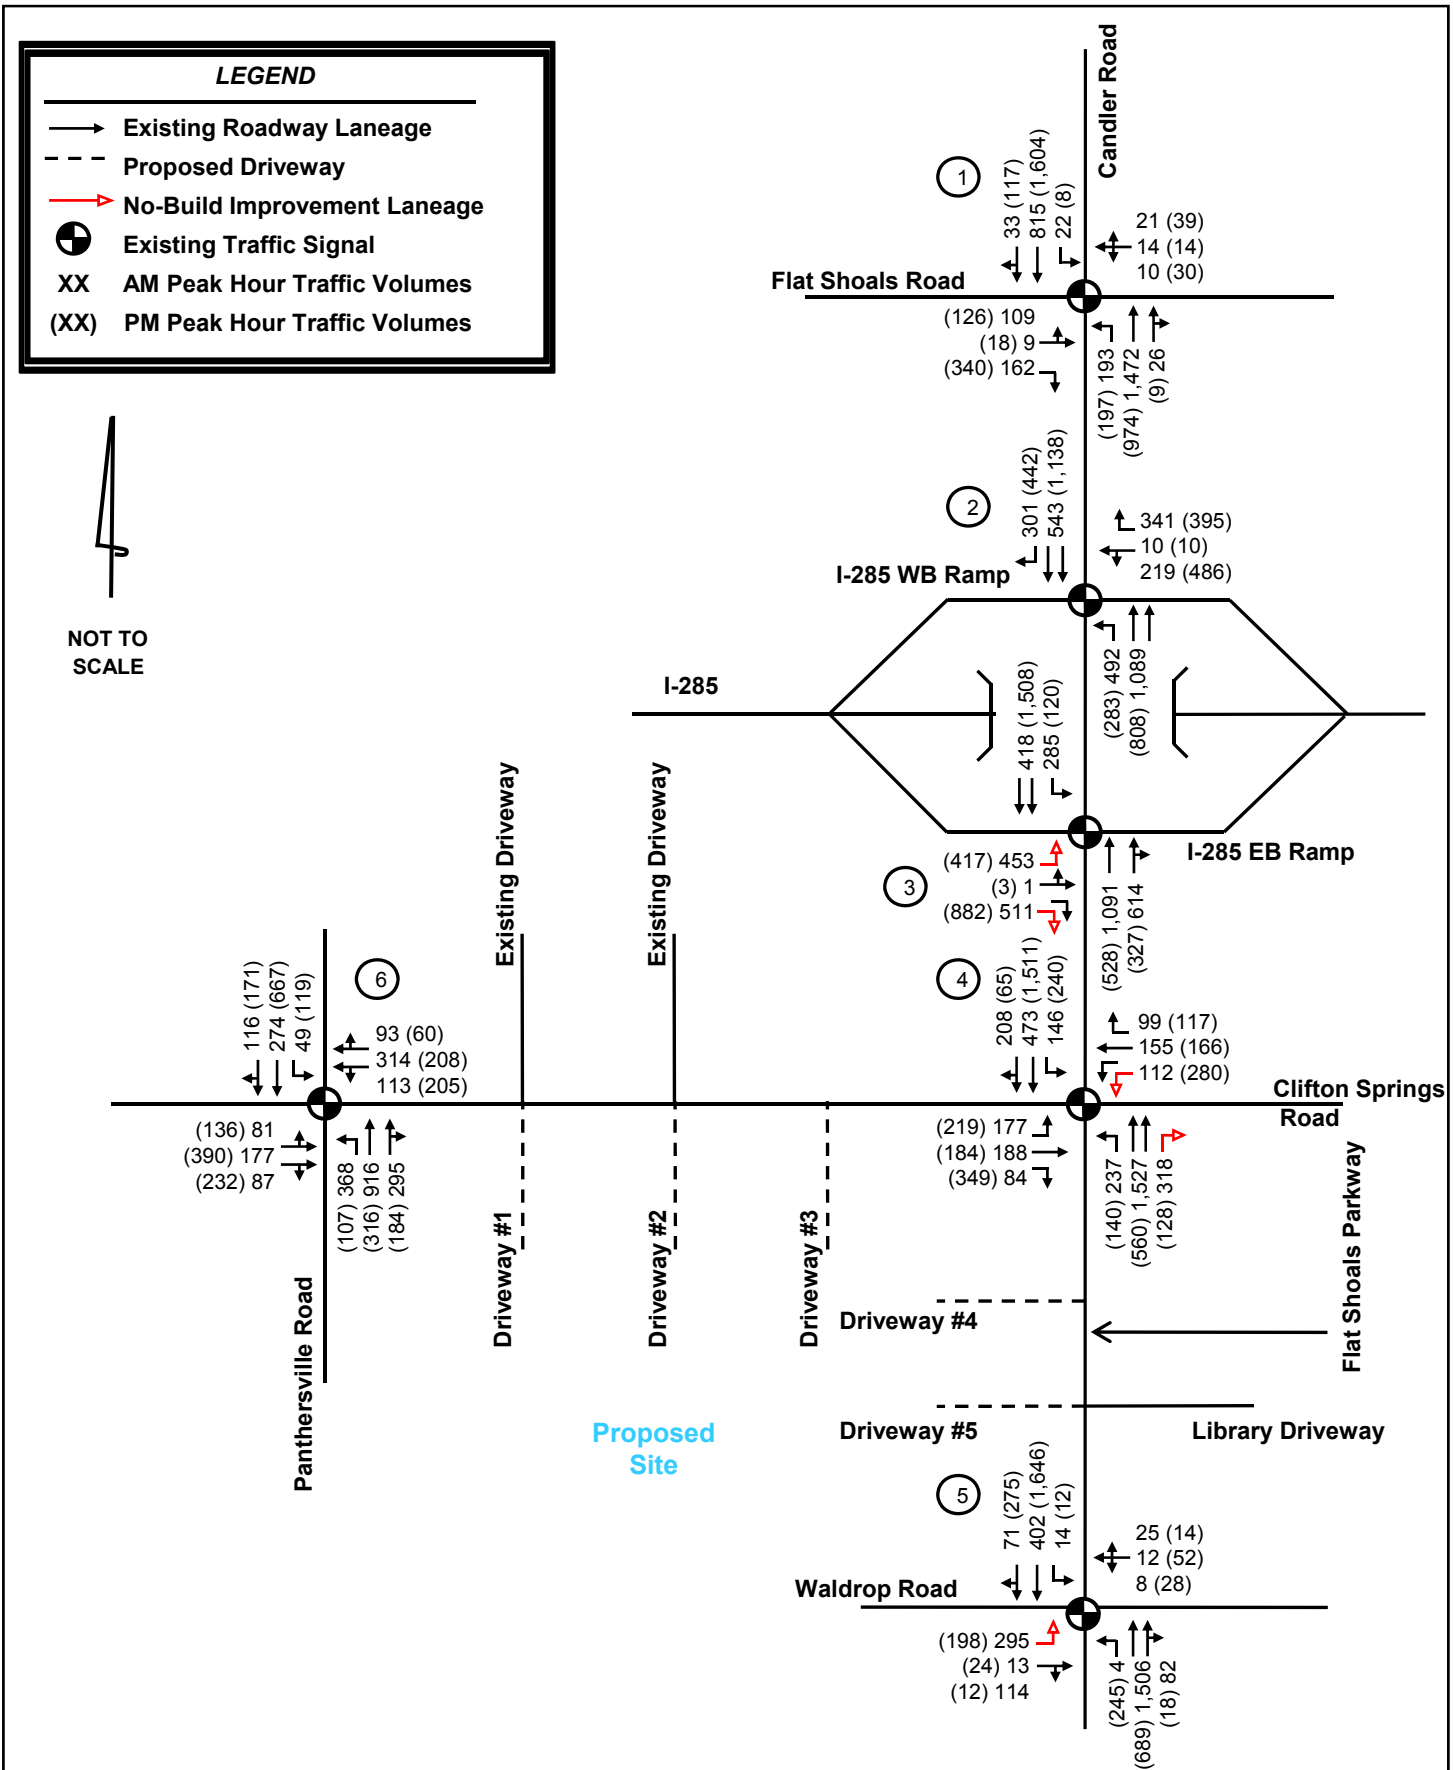 LEGEND
Existing Roadway Laneage
Proposed Driveway
No-Build Improvement Laneage
Existing Traffic Signal
XX AM Peak Hour Traffic Volumes
(XX) PM Peak Hour Traffic Volumes
NOT TO
SCALE
Candler Road
1
33 (117)
815 (1,604)
22 (8)
21 (39)
14 (14)
10 (30)
Flat Shoals Road
(126) 109
(18) 9
(340) 162
(197) 193
(974) 1,472
(9) 26
2
301 (442)
543 (1,138)
341 (395)
10 (10)
219 (486)
I-285 WB Ramp
(283) 492
(808) 1,089
I-285
418 (1,508)
285 (120)
I-285 EB Ramp
3
(417) 453
(3) 1
(882) 511
(528) 1,091
(327) 614
Existing Driveway
Existing Driveway
4
208 (65)
473 (1,511)
146 (240)
99 (117)
155 (166)
112 (280)
Clifton Springs
Road
(219) 177
(184) 188
(349) 84
(140) 237
(560) 1,527
(128) 318
6
116 (171)
274 (667)
49 (119)
93 (60)
314 (208)
113 (205)
(136) 81
(390) 177
(232) 87
(107) 368
(316) 916
(184) 295
Panthersville Road
Driveway #1
Driveway #2
Driveway #3
Driveway #4
Flat Shoals Parkway
Driveway #5
Library Driveway
Proposed
Site
5
71 (275)
402 (1,646)
14 (12)
25 (14)
12 (52)
8 (28)
Waldrop Road
(198) 295
(24) 13
(12) 114
(245) 4
(689) 1,506
(18) 82